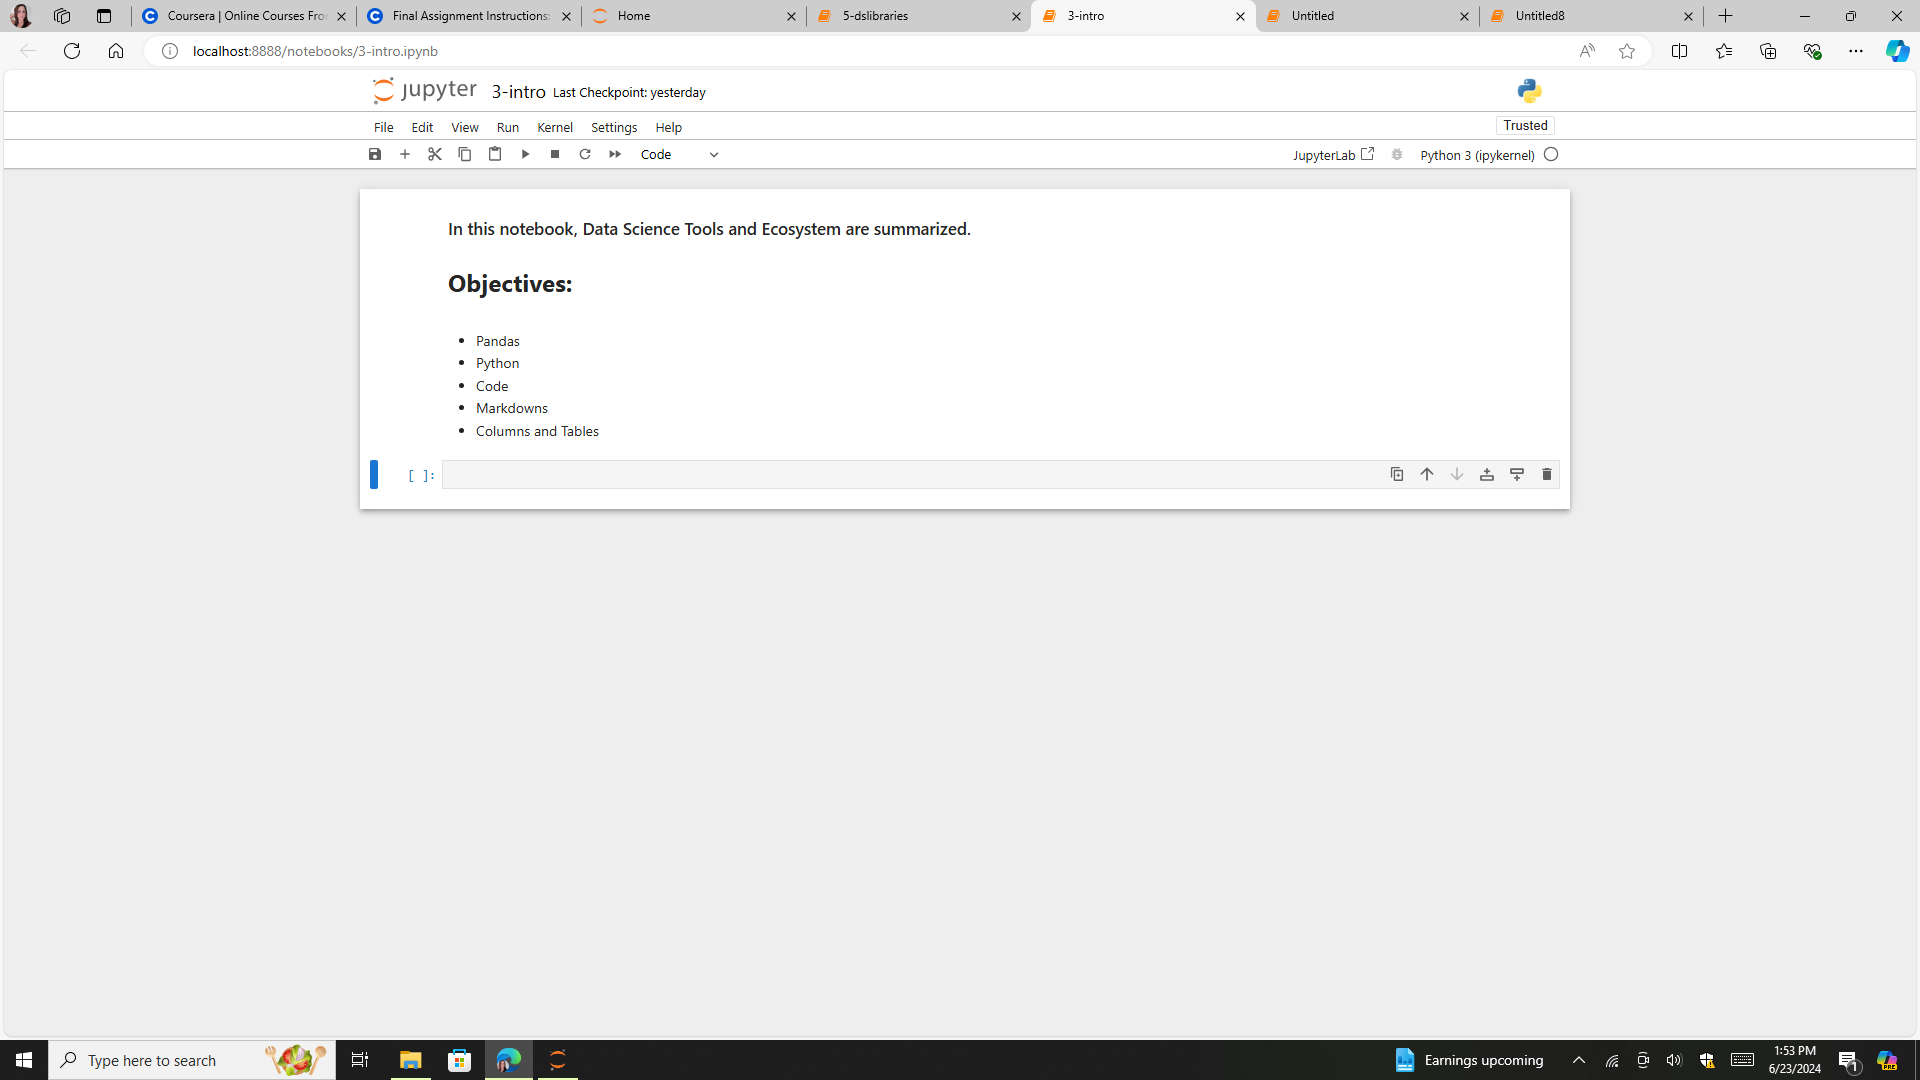 Coursera | Online Courses Fro
Final Assignment Instructions:
Home
5-dslibraries
3-intro
Untitled
Untitled8
localhost:8888/notebooks/3-intro.ipynb
jupyter 3-intro Last Checkpoint: yesterday
File Edit View Run Kernel Settings Help
Trusted
Code
JupyterLab
Python 3 (ipykernel)
In this notebook, Data Science Tools and Ecosystem are summarized.
Objectives:
• Pandas
• Python
• Code
• Markdowns
• Columns and Tables
[ ]:
Type here to search
Earnings upcoming
1:53 PM
6/23/2024
1
PRE